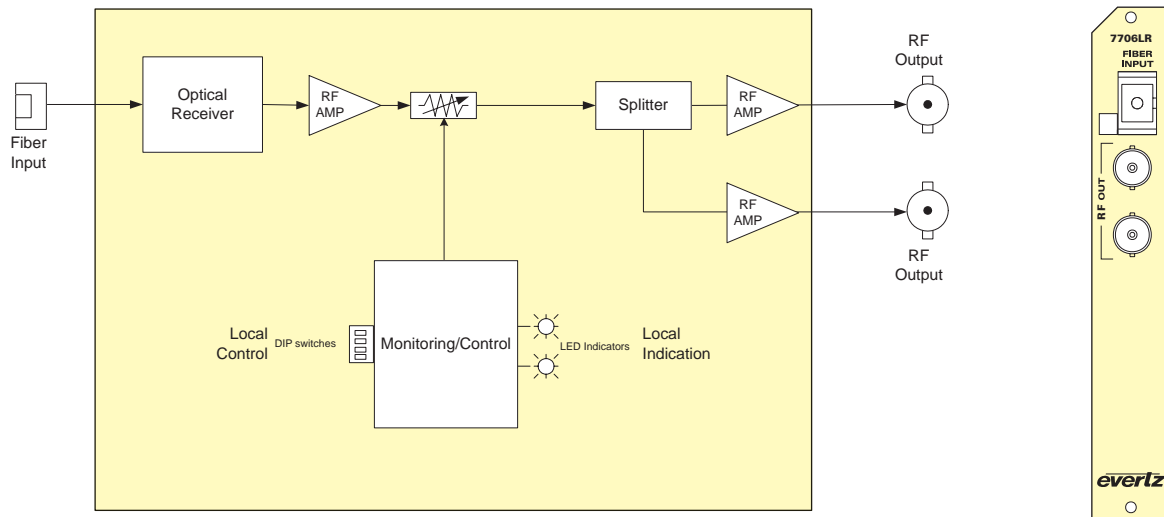 Fiber
Input
Optical
Receiver
RF
AMP
Splitter
RF
AMP
RF
Output
RF
AMP
RF
Output
Local
Control
DIP switches
Monitoring/Control
LED Indicators
Local
Indication
7706LR
FIBER
INPUT
RF OUT
evertz